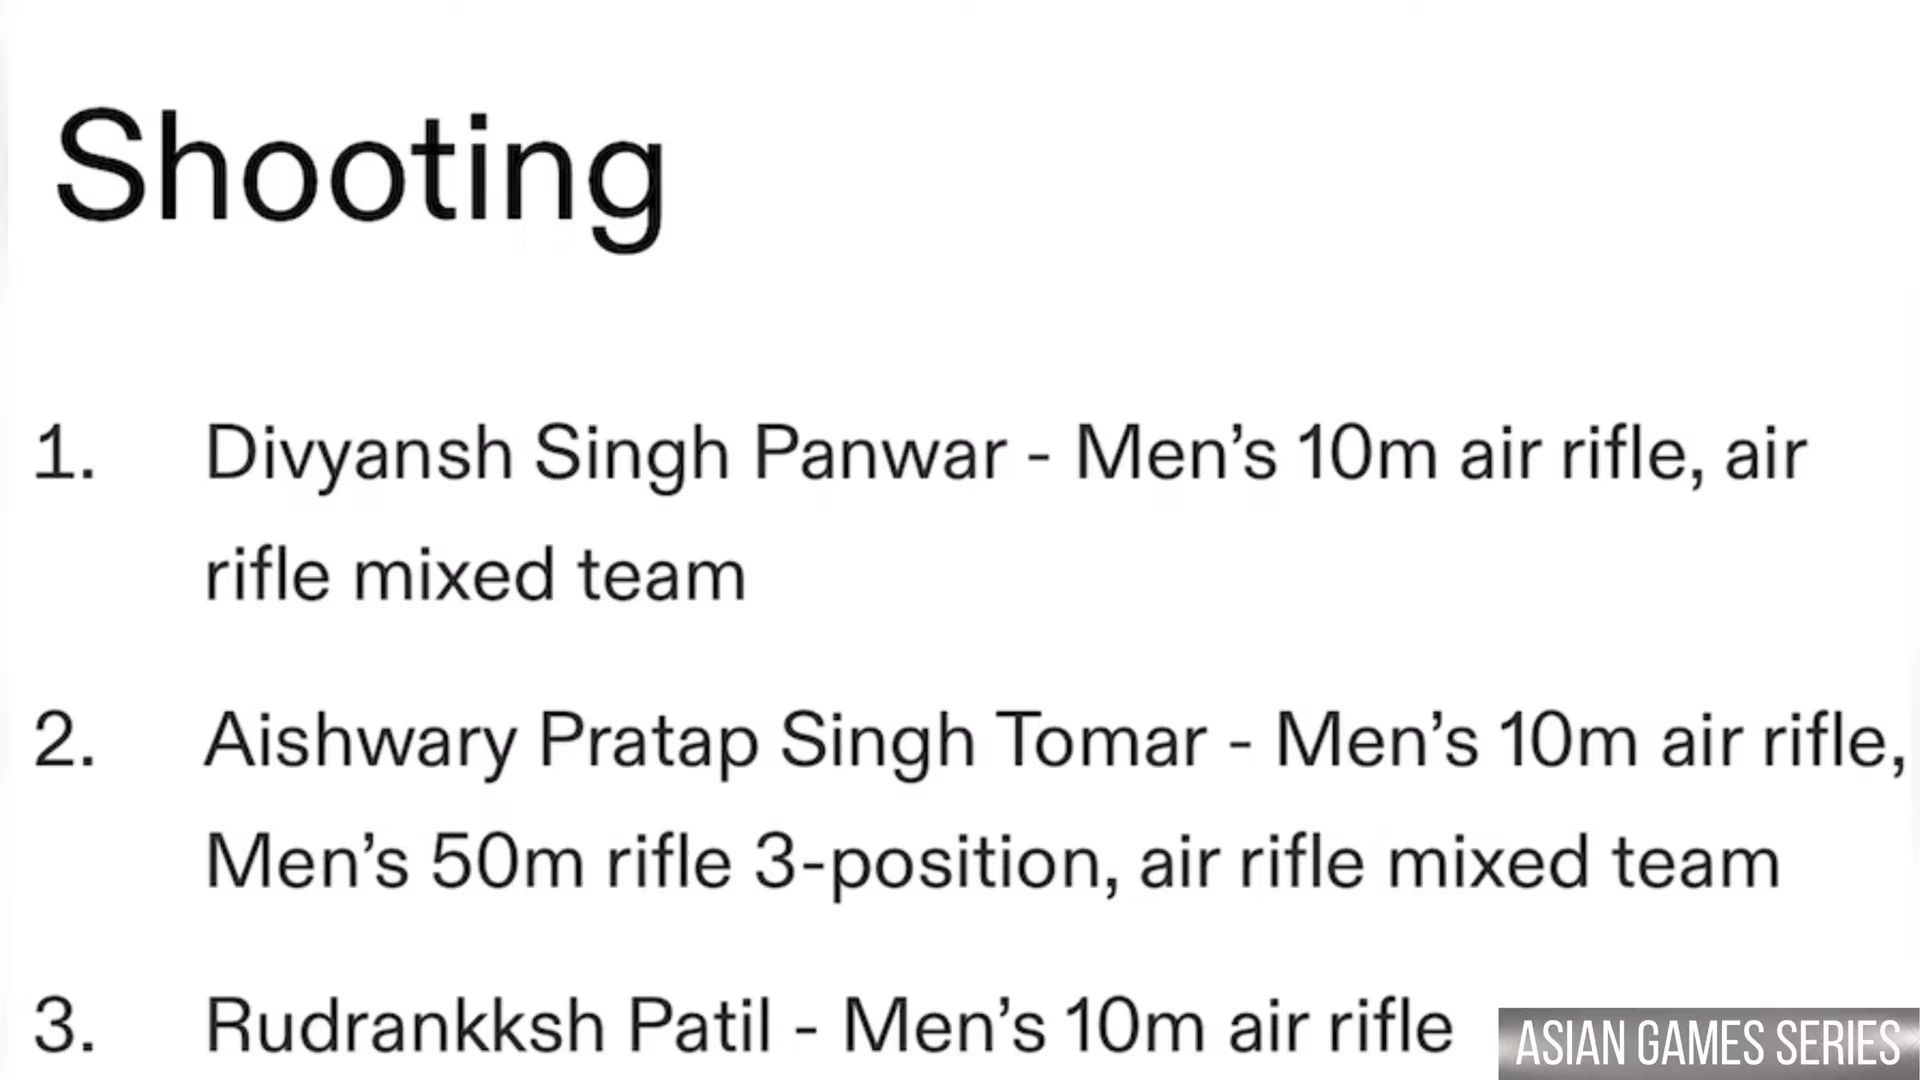 Shooting
1. Divyansh Singh Panwar - Men’s 10m air rifle, air
rifle mixed team
2. Aishwary Pratap Singh Tomar - Men’s 10m air rifle,
Men’s 50m rifle 3-position, air rifle mixed team
3. Rudrankksh Patil - Men’s 10m air rifle
ASIAN GAMES SERIES